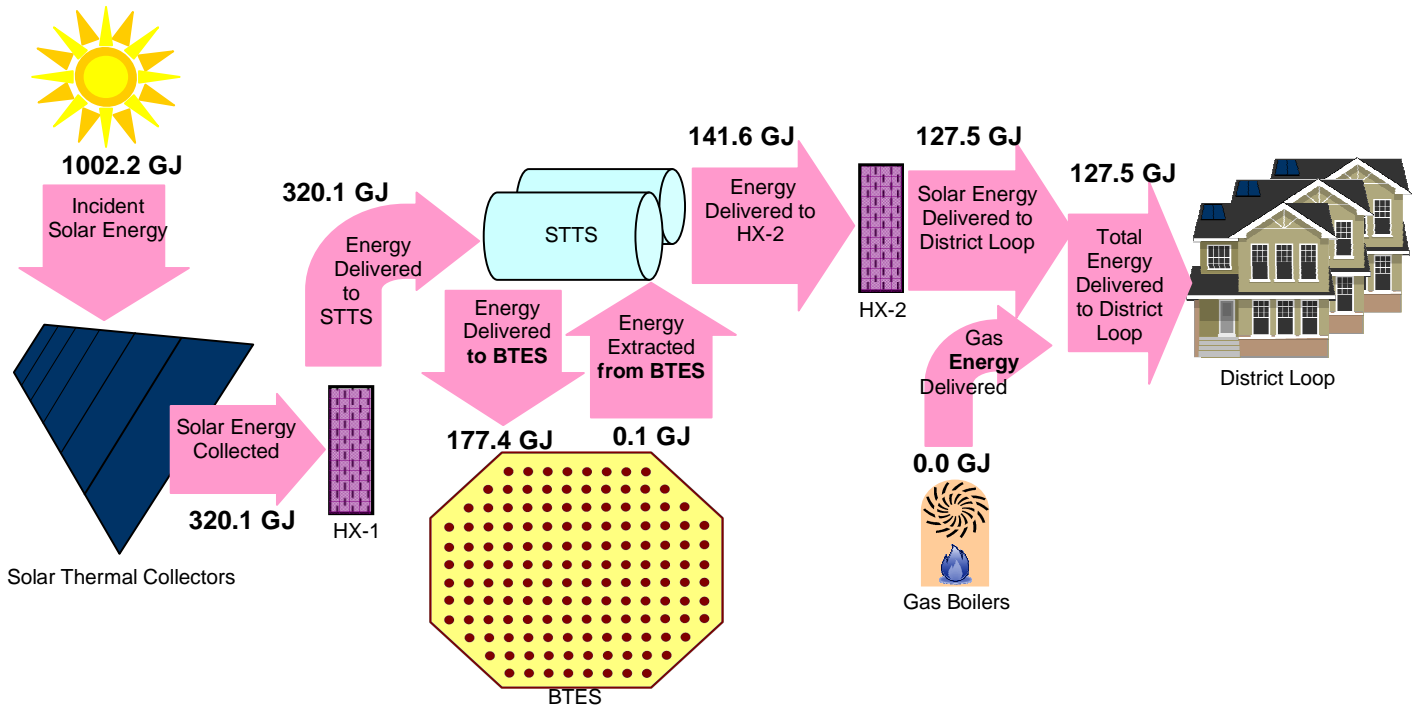 1002.2 GJ
Incident
Solar Energy
Solar Thermal Collectors
Solar Energy
Collected
320.1 GJ
HX-1
320.1 GJ
Energy
Delivered
to
STTS
STTS
Energy
Delivered
to BTES
177.4 GJ
Energy
Extracted
from BTES
0.1 GJ
BTES
141.6 GJ
Energy
Delivered to
HX-2
HX-2
127.5 GJ
Solar Energy
Delivered to
District Loop
Gas
Energy
Delivered
0.0 GJ
Gas Boilers
127.5 GJ
Total
Energy
Delivered
to District
Loop
District Loop